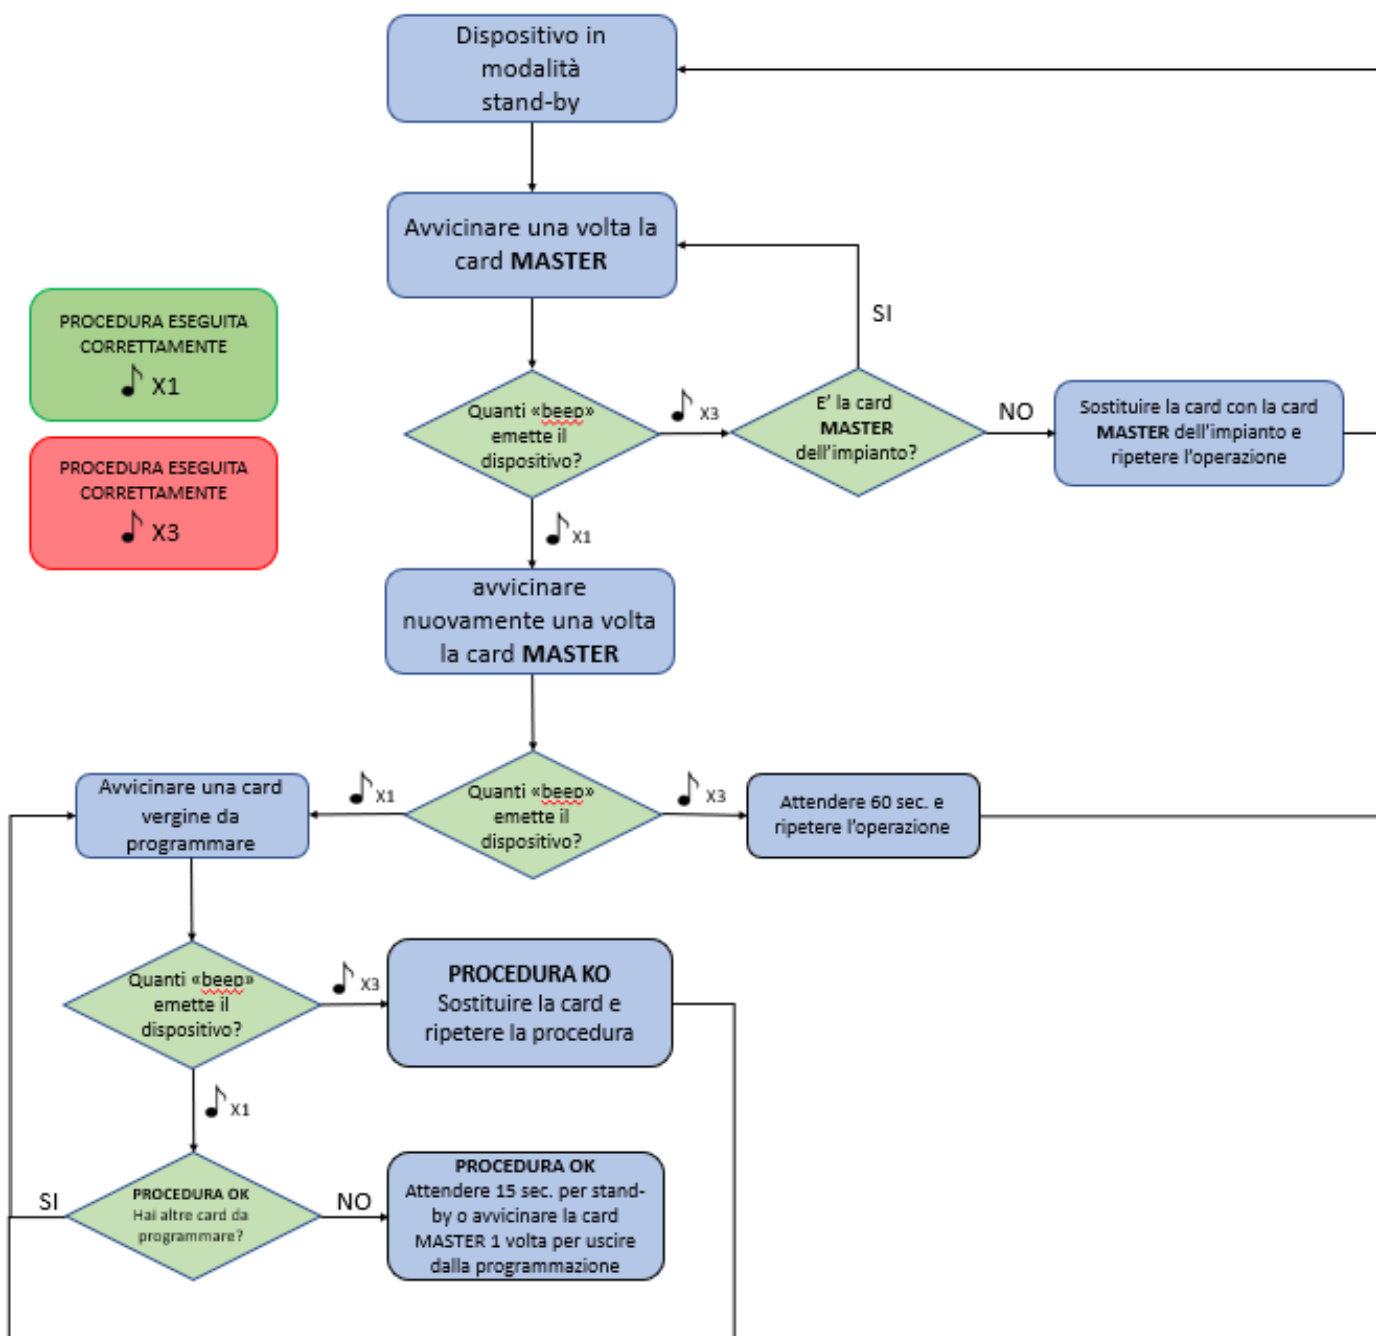 Dispositivo in
modalità
stand-by
Avvicinare una volta la
card MASTER
SI
PROCEDURA ESEGUITA
CORRETTAMENTE
X1
PROCEDURA ESEGUITA
CORRETTAMENTE
X3
Quanti «beep»
emette il
dispositivo?
X3
E' la card
MASTER
dell'impianto?
NO
Sostituire la card con la card
MASTER dell'impianto e
ripetere l'operazione
X1
avvicinare
nuovamente una volta
la card MASTER
Avvicinare una card
vergine da
programmare
X1
Quanti «beep»
emette il
dispositivo?
X3
Attendere 60 sec. e
ripetere l'operazione
Quanti «beep»
emette il
dispositivo?
X3
PROCEDURA KO
Sostituire la card e
ripetere la procedura
X1
SI
PROCEDURA OK
Hai altre card da
programmare?
NO
PROCEDURA OK
Attendere 15 sec. per stand-
by o avvicinare la card
MASTER 1 volta per uscire
dalla programmazione